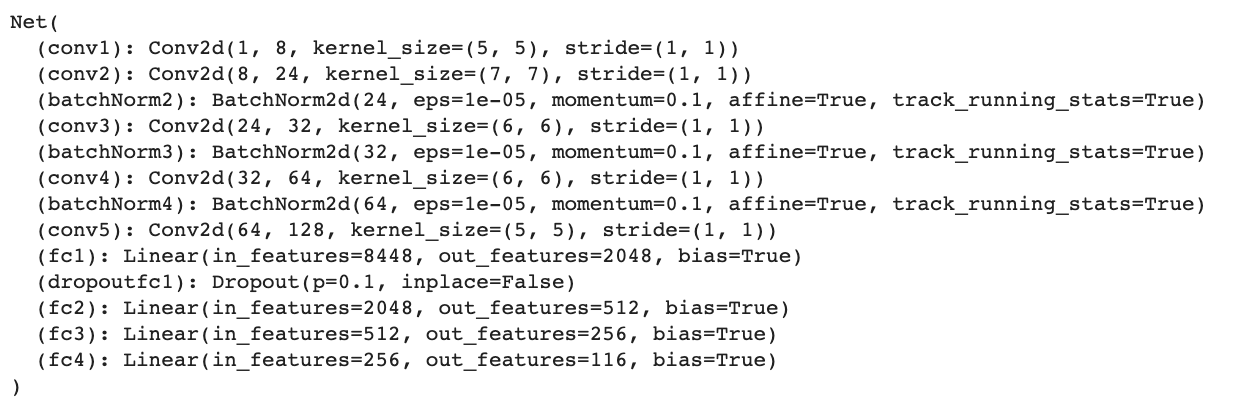 Net(
  (conv1): Conv2d(1, 8, kernel_size=(5, 5), stride=(1, 1))
  (conv2): Conv2d(8, 24, kernel_size=(7, 7), stride=(1, 1))
  (batchNorm2): BatchNorm2d(24, eps=1e-05, momentum=0.1, affine=True, track_running_stats=True)
  (conv3): Conv2d(24, 32, kernel_size=(6, 6), stride=(1, 1))
  (batchNorm3): BatchNorm2d(32, eps=1e-05, momentum=0.1, affine=True, track_running_stats=True)
  (conv4): Conv2d(32, 64, kernel_size=(6, 6), stride=(1, 1))
  (batchNorm4): BatchNorm2d(64, eps=1e-05, momentum=0.1, affine=True, track_running_stats=True)
  (conv5): Conv2d(64, 128, kernel_size=(5, 5), stride=(1, 1))
  (fc1): Linear(in_features=8448, out_features=2048, bias=True)
  (dropoutfc1): Dropout(p=0.1, inplace=False)
  (fc2): Linear(in_features=2048, out_features=512, bias=True)
  (fc3): Linear(in_features=512, out_features=256, bias=True)
  (fc4): Linear(in_features=256, out_features=116, bias=True)
)